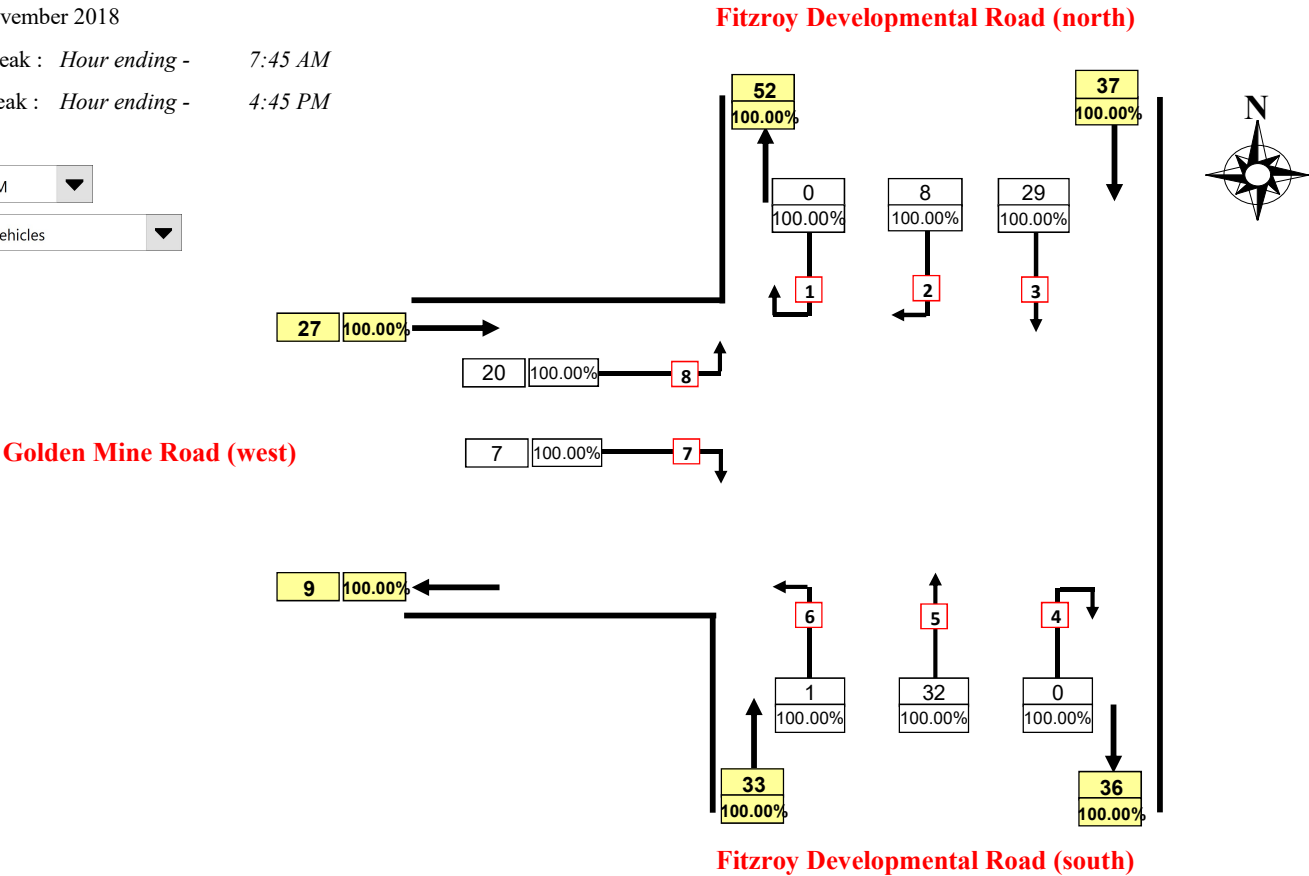 vember 2018
Fitzroy Developmental Road (north)
eak : Hour ending - 7:45 AM
eak : Hour ending - 4:45 PM
52
100.00%
37
100.00%
N
M
ehicles
0
100.00%
8
100.00%
29
100.00%
1
2
3
27 100.00%
20 100.00% 8
Golden Mine Road (west)
7 100.00% 7
9 100.00%
6
5
4
1
100.00%
32
100.00%
0
100.00%
33
100.00%
36
100.00%
Fitzroy Developmental Road (south)